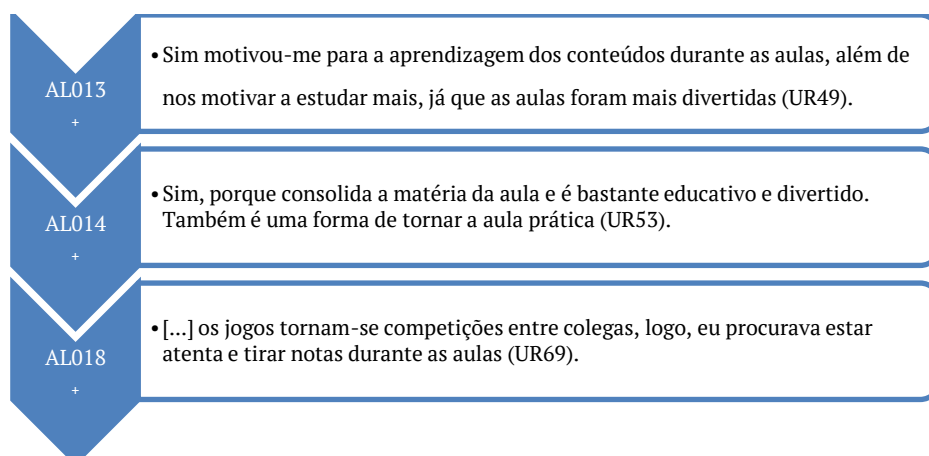 AL013
+
•Sim motivou-me para a aprendizagem dos conteúdos durante as aulas, além de
nos motivar a estudar mais, já que as aulas foram mais divertidas (UR49).
AL014
+
•Sim, porque consolida a matéria da aula e é bastante educativo e divertido.
Também é uma forma de tornar a aula prática (UR53).
AL018
+
•[...] os jogos tornam-se competições entre colegas, logo, eu procurava estar
atenta e tirar notas durante as aulas (UR69).